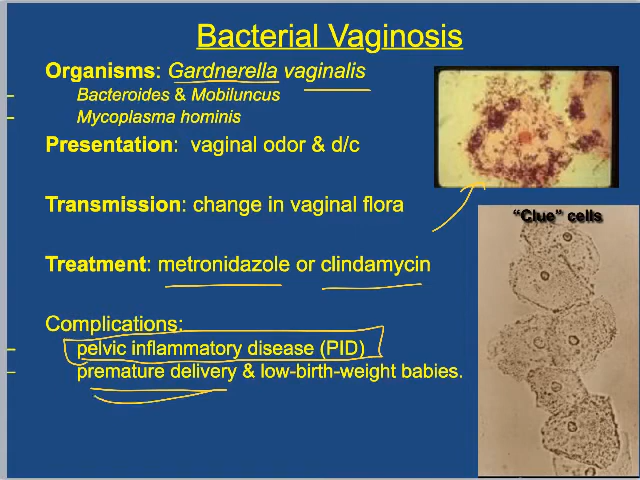 Bacterial Vaginosis
Organisms: Gardnerella vaginalis
Bacteroides & Mobiluncus
Mycoplasma hominis
Presentation: vaginal odor & d/c
Transmission: change in vaginal flora
Treatment: metronidazole or clindamycin
Complications:
pelvic inflammatory disease (PID)
premature delivery & low-birth-weight babies.
“Clue” cells